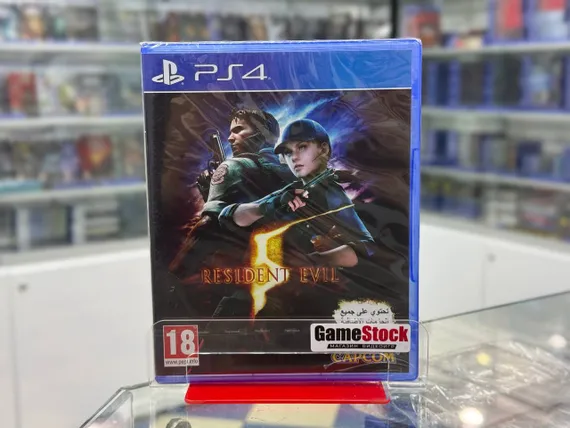 PS4
RESIDENT EVIL
5
تحتوي على جميع
18
www.pegi.info
GameStock
МАГАЗИН ВИДЕОИГР
CAPCOM